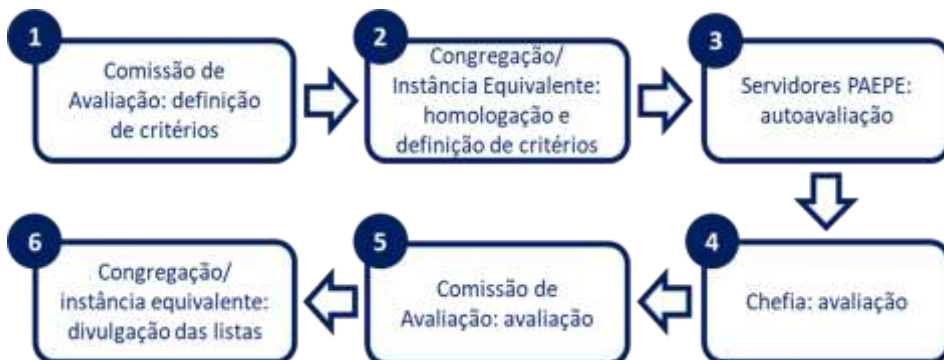 1
Comissão de
Avaliação: definição
de critérios
2
Congregação/
Instância Equivalente:
homologação e
definição de critérios
3
Servidores PAEPE:
autoavaliação
4
Chefia: avaliação
5
Comissão de
Avaliação: avaliação
6
Congregação/
instância equivalente:
divulgação das listas